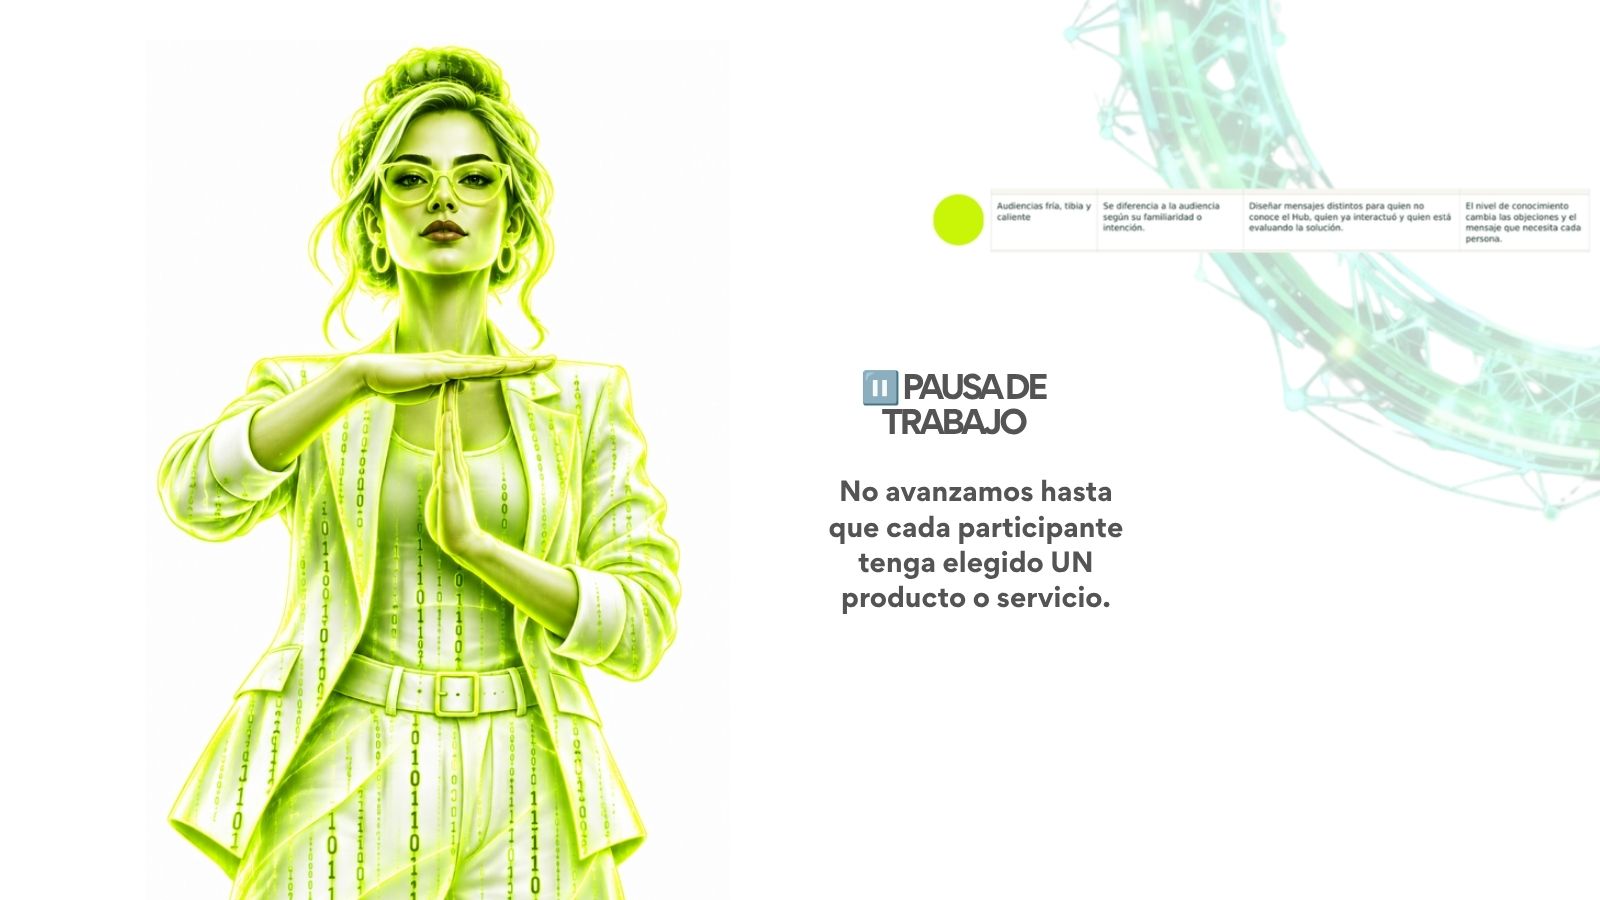 Audiencias fría, tibia y
caliente
Se diferencia a la audiencia
según su familiaridad o
intención.
Diseñar mensajes distintos para quien no
conoce el Hub, quien ya interactuó y quien está
evaluando la solución.
El nivel de conocimiento
cambia las objeciones y el
mensaje que necesita cada
persona.
⏸️ PAUSA DE
TRABAJO
No avanzamos hasta
que cada participante
tenga elegido UN
producto o servicio.